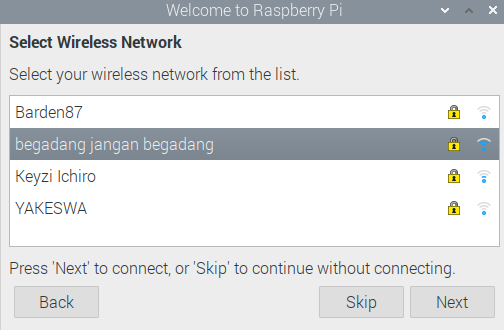 Welcome to Raspberry Pi
Select Wireless Network
Select your wireless network from the list.
Barden87
begadang jangan begadang
Keyzi Ichiro
YAKESWA
Press 'Next' to connect, or 'Skip' to continue without connecting.
Back Skip Next